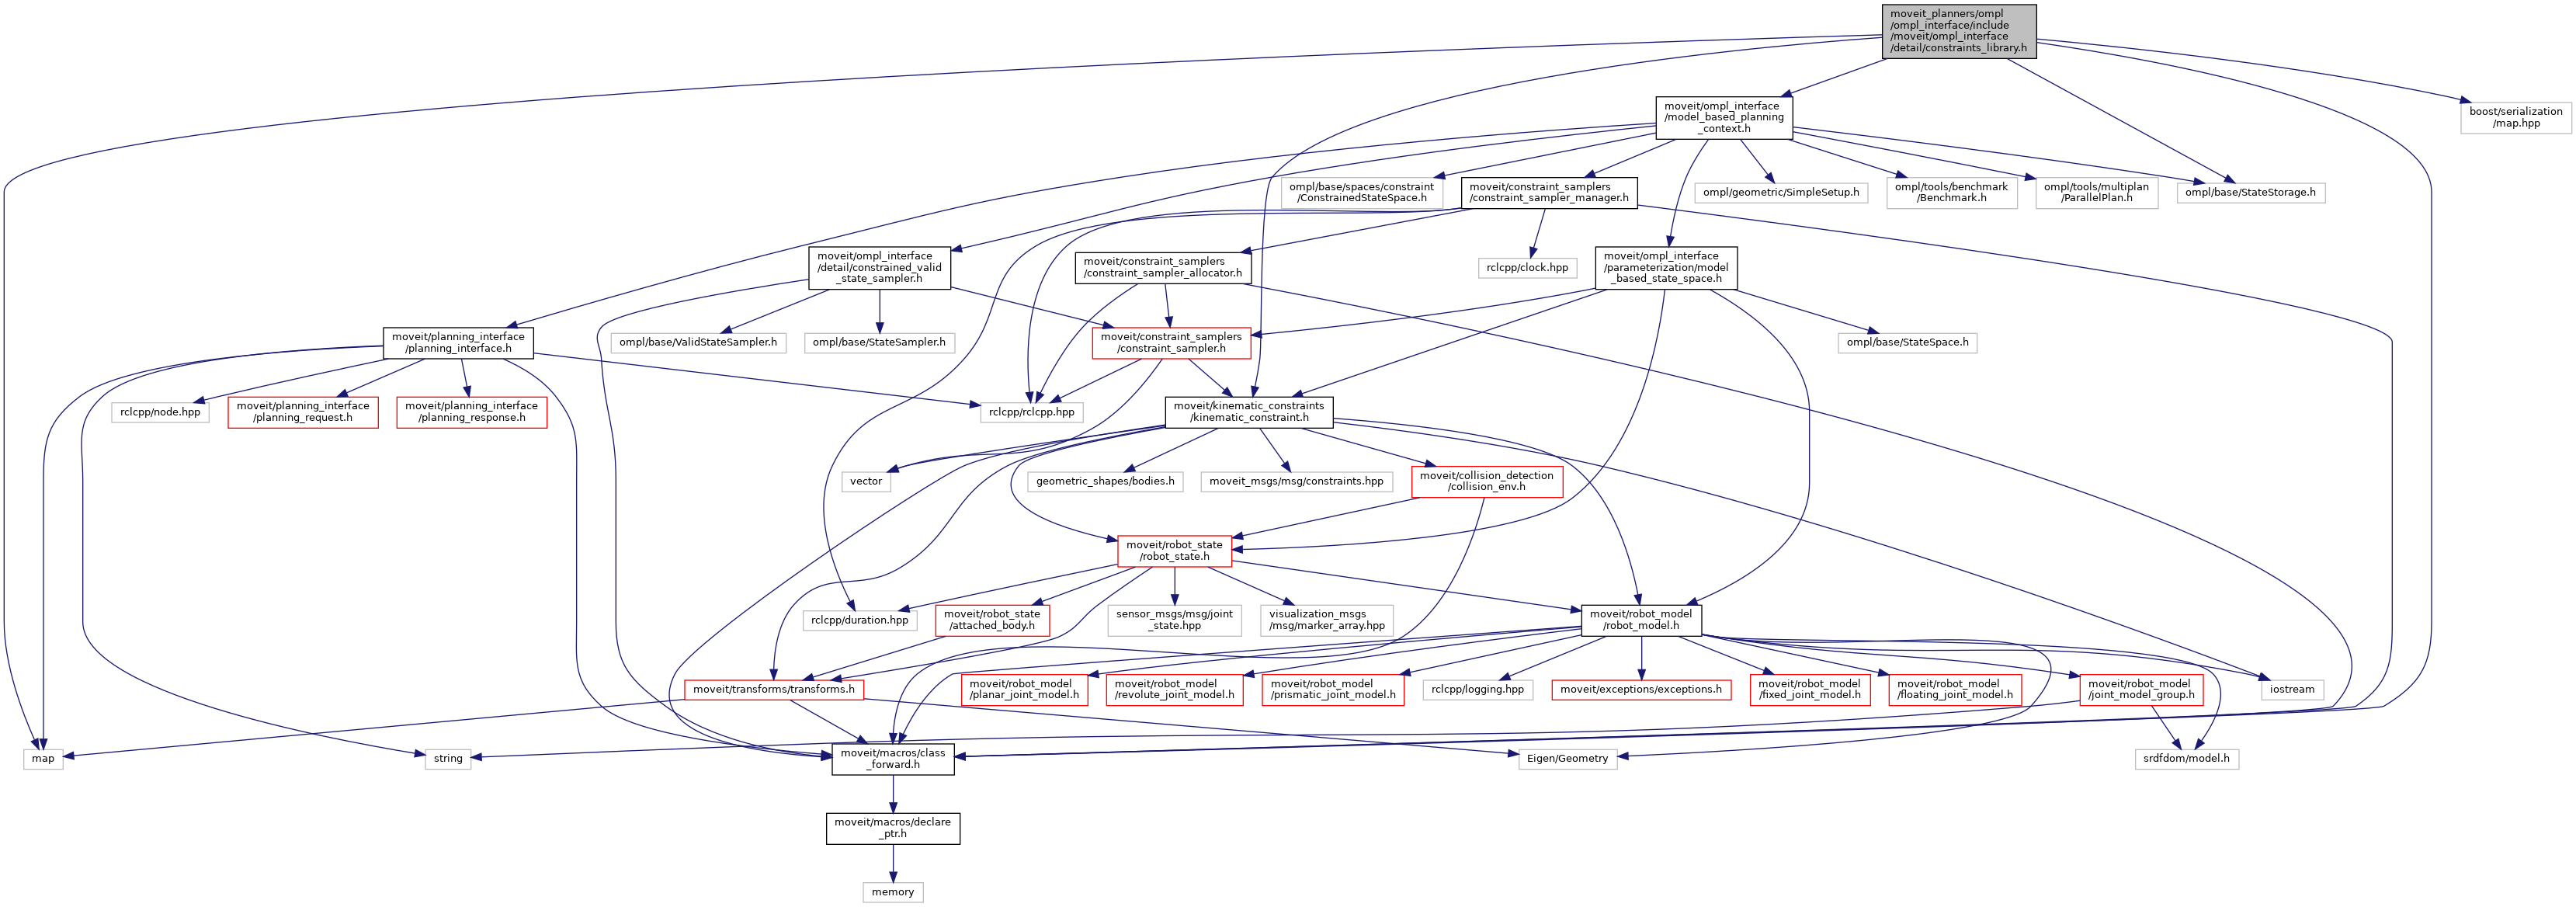 moveit_planners/ompl
/ompl_interface/include
/moveit/ompl_interface
/detail/constraints_library.h
moveit/ompl_interface
/model_based_planning
_context.h
boost/serialization
/map.hpp
ompl/base/spaces/constraint
/ConstrainedStateSpace.h
moveit/constraint_samplers
/constraint_sampler_manager.h
ompl/geometric/SimpleSetup.h
ompl/tools/benchmark
/Benchmark.h
ompl/tools/multiplan
/ParallelPlan.h
ompl/base/StateStorage.h
moveit/ompl_interface
/detail/constrained_valid
_state_sampler.h
moveit/constraint_samplers
/constraint_sampler_allocator.h
rclcpp/clock.hpp
moveit/ompl_interface
/parameterization/model
_based_state_space.h
moveit/planning_interface
/planning_interface.h
ompl/base/ValidStateSampler.h
ompl/base/StateSampler.h
moveit/constraint_samplers
/constraint_sampler.h
ompl/base/StateSpace.h
rclcpp/node.hpp
moveit/planning_interface
/planning_request.h
moveit/planning_interface
/planning_response.h
rclcpp/rclcpp.hpp
moveit/kinematic_constraints
/kinematic_constraint.h
vector
geometric_shapes/bodies.h
moveit_msgs/msg/constraints.hpp
moveit/collision_detection
/collision_env.h
moveit/robot_state
/robot_state.h
rclcpp/duration.hpp
moveit/robot_state
/attached_body.h
sensor_msgs/msg/joint
_state.hpp
visualization_msgs
/msg/marker_array.hpp
moveit/robot_model
/robot_model.h
moveit/transforms/transforms.h
moveit/robot_model
/planar_joint_model.h
moveit/robot_model
/revolute_joint_model.h
moveit/robot_model
/prismatic_joint_model.h
rclcpp/logging.hpp
moveit/exceptions/exceptions.h
moveit/robot_model
/fixed_joint_model.h
moveit/robot_model
/floating_joint_model.h
moveit/robot_model
/joint_model_group.h
iostream
map
string
moveit/macros/class
_forward.h
Eigen/Geometry
srdfdom/model.h
moveit/macros/declare
_ptr.h
memory